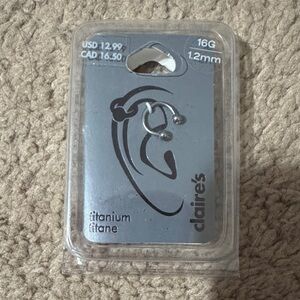 USD 12.99
CAD 16.50
16G
1.2mm
titanium
titane
claire's